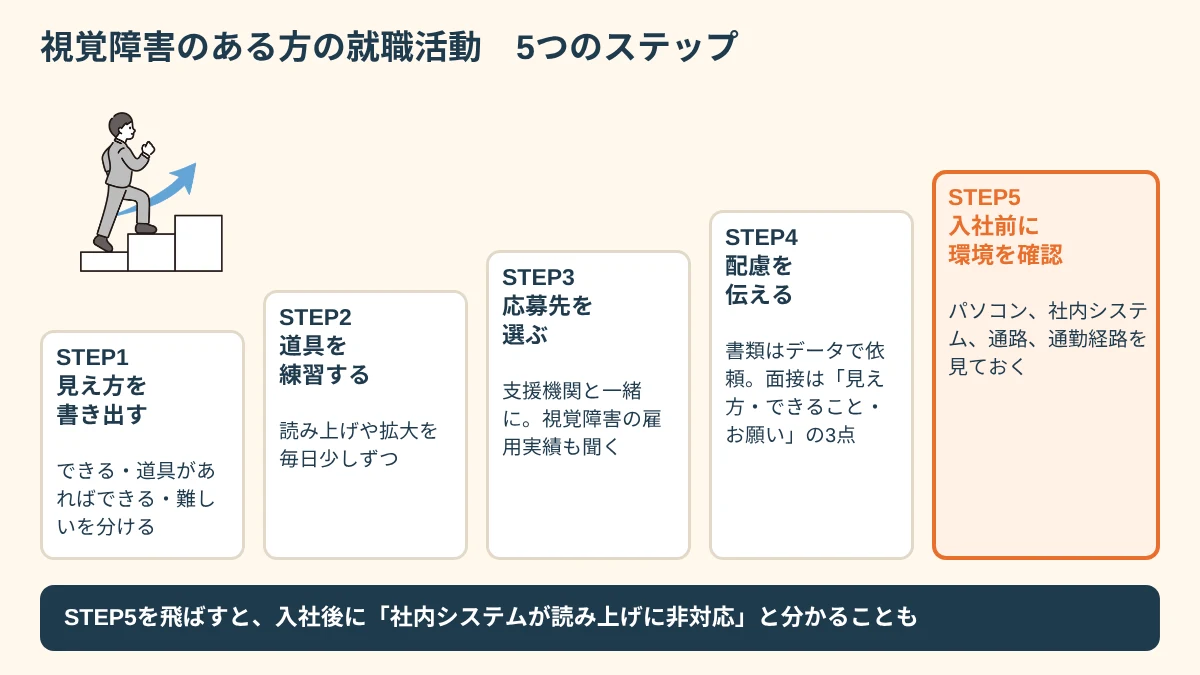 視覚障害のある方の就職活動　5つのステップ
STEP1
見え方を
書き出す
できる・道具があ
ればできる・難し
いを分ける
STEP2
道具を
練習する
読み上げや拡大を
毎日少しずつ
STEP3
応募先を
選ぶ
支援機関と一緒
に。視覚障害の雇
用実績も聞く
STEP4
配慮を
伝える
書類はデータで依
頼。面接は「見え
方・できること・
お願い」の3点
STEP5
入社前に
環境を確認
パソコン、社内システ
ム、通路、通勤経路を
見ておく
STEP5を飛ばすと、入社後に「社内システムが読み上げに非対応」と分かることも